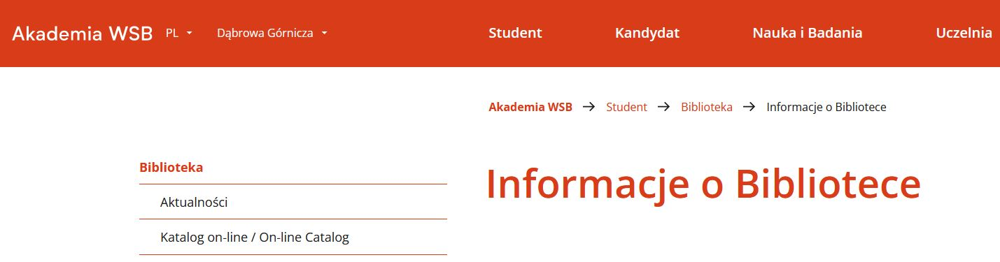 Akademia WSB PL Dąbrowa Górnicza Student Kandydat Nauka i Badania Uczelnia
Akademia WSB → Student → Biblioteka → Informacje o Bibliotece
Biblioteka
Informacje o Bibliotece
Aktualności
Katalog on-line / On-line Catalog